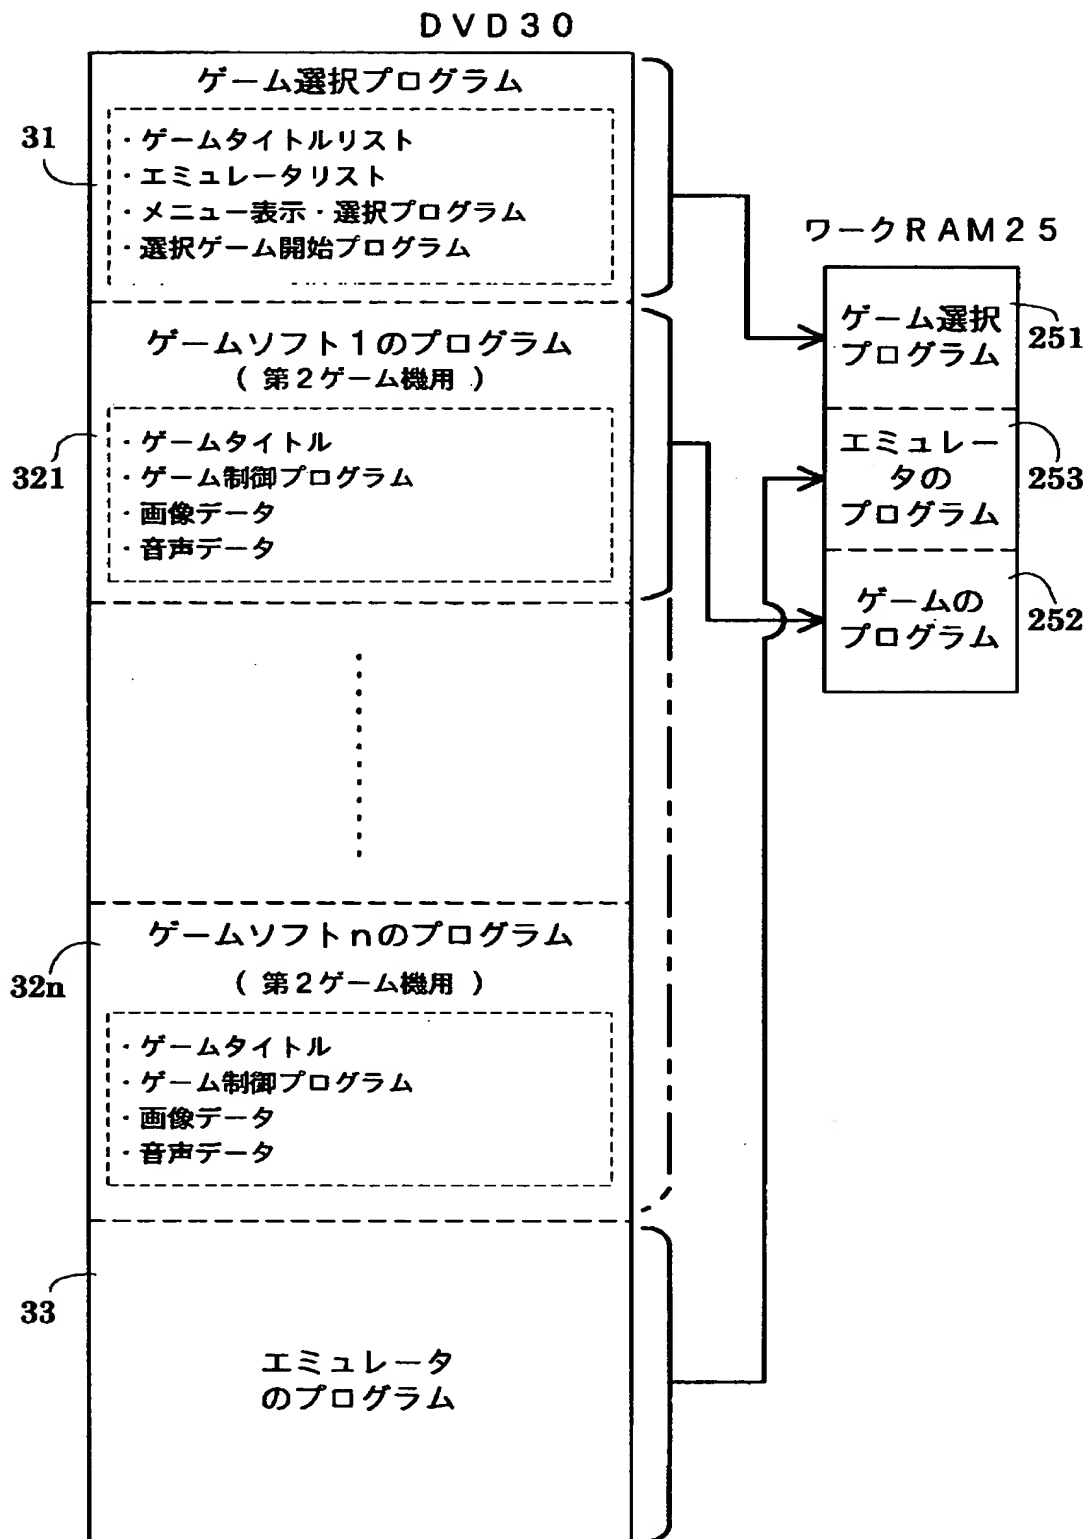 DVD30
ゲーム選択プログラム
31
・ゲームタイトルリスト
・エミュレータリスト
・メニュー表示・選択プログラム
・選択ゲーム開始プログラム
ゲームソフト1のプログラム
(第2ゲーム機用)
321
・ゲームタイトル
・ゲーム制御プログラム
・画像データ
・音声データ
ゲームソフトnのプログラム
32n
(第2ゲーム機用)
・ゲームタイトル
・ゲーム制御プログラム
・画像データ
・音声データ
33
エミュレータ
のプログラム
ワークRAM25
ゲーム選択
プログラム
251
エミュレー
タの
プログラム
253
ゲームの
プログラム
252